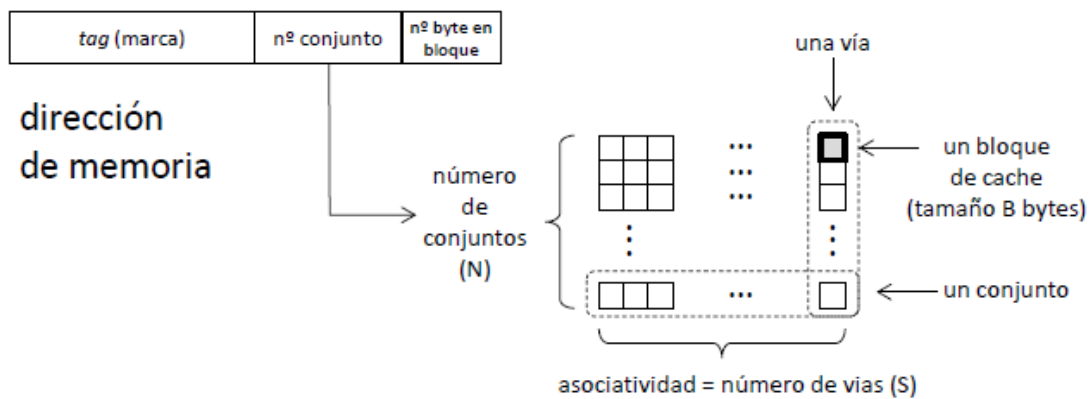 tag (marca)
nº conjunto
nº byte en
bloque
dirección
de memoria
una vía
número
de
conjuntos
(N)
un bloque
de cache
(tamaño B bytes)
un conjunto
asociatividad = número de vias (S)